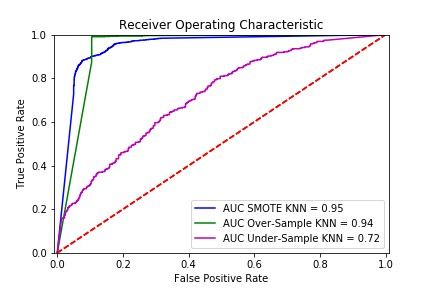 Receiver Operating Characteristic
1.0
0.8
0.6
0.4
0.2
0.0
True Positive Rate
AUC SMOTE KNN = 0.95
AUC Over-Sample KNN = 0.94
AUC Under-Sample KNN = 0.72
0.0 0.2 0.4 0.6 0.8 1.0
False Positive Rate